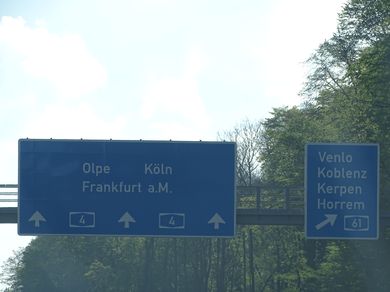 Olpe Köln
Frankfurt a.M.
4 4
Venlo
Koblenz
Kerpen
Horrem
61